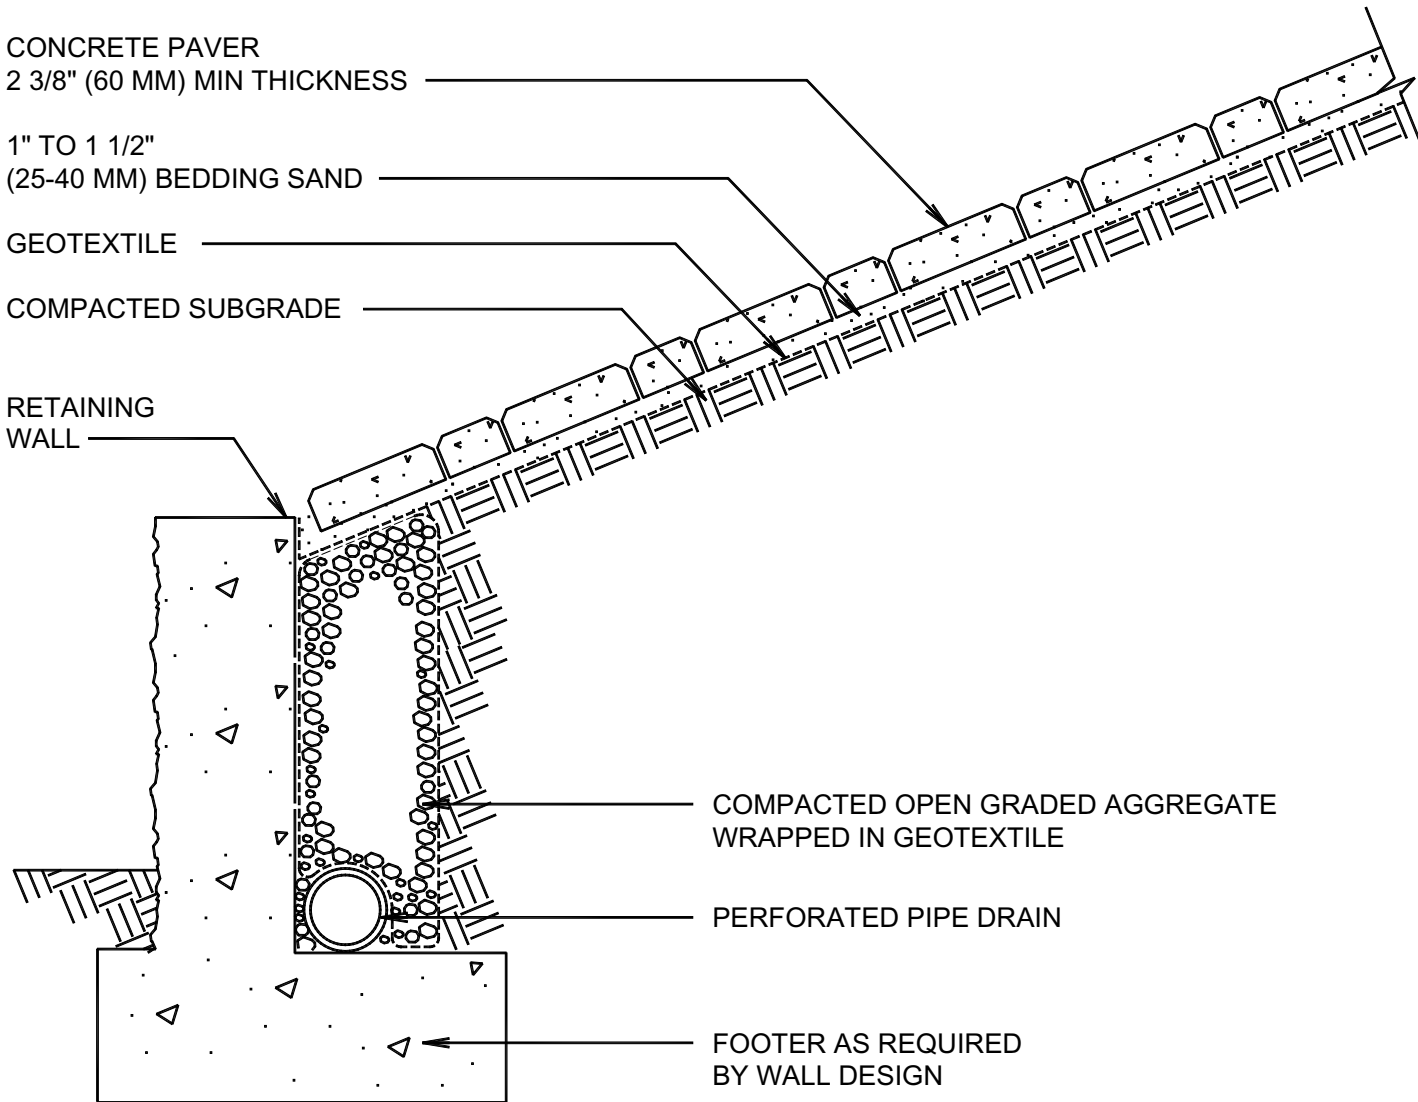 CONCRETE PAVER
2 3/8" (60 MM) MIN THICKNESS
1" TO 1 1/2"
(25-40 MM) BEDDING SAND
GEOTEXTILE
COMPACTED SUBGRADE
RETAINING
WALL
COMPACTED OPEN GRADED AGGREGATE
WRAPPED IN GEOTEXTILE
PERFORATED PIPE DRAIN
FOOTER AS REQUIRED
BY WALL DESIGN